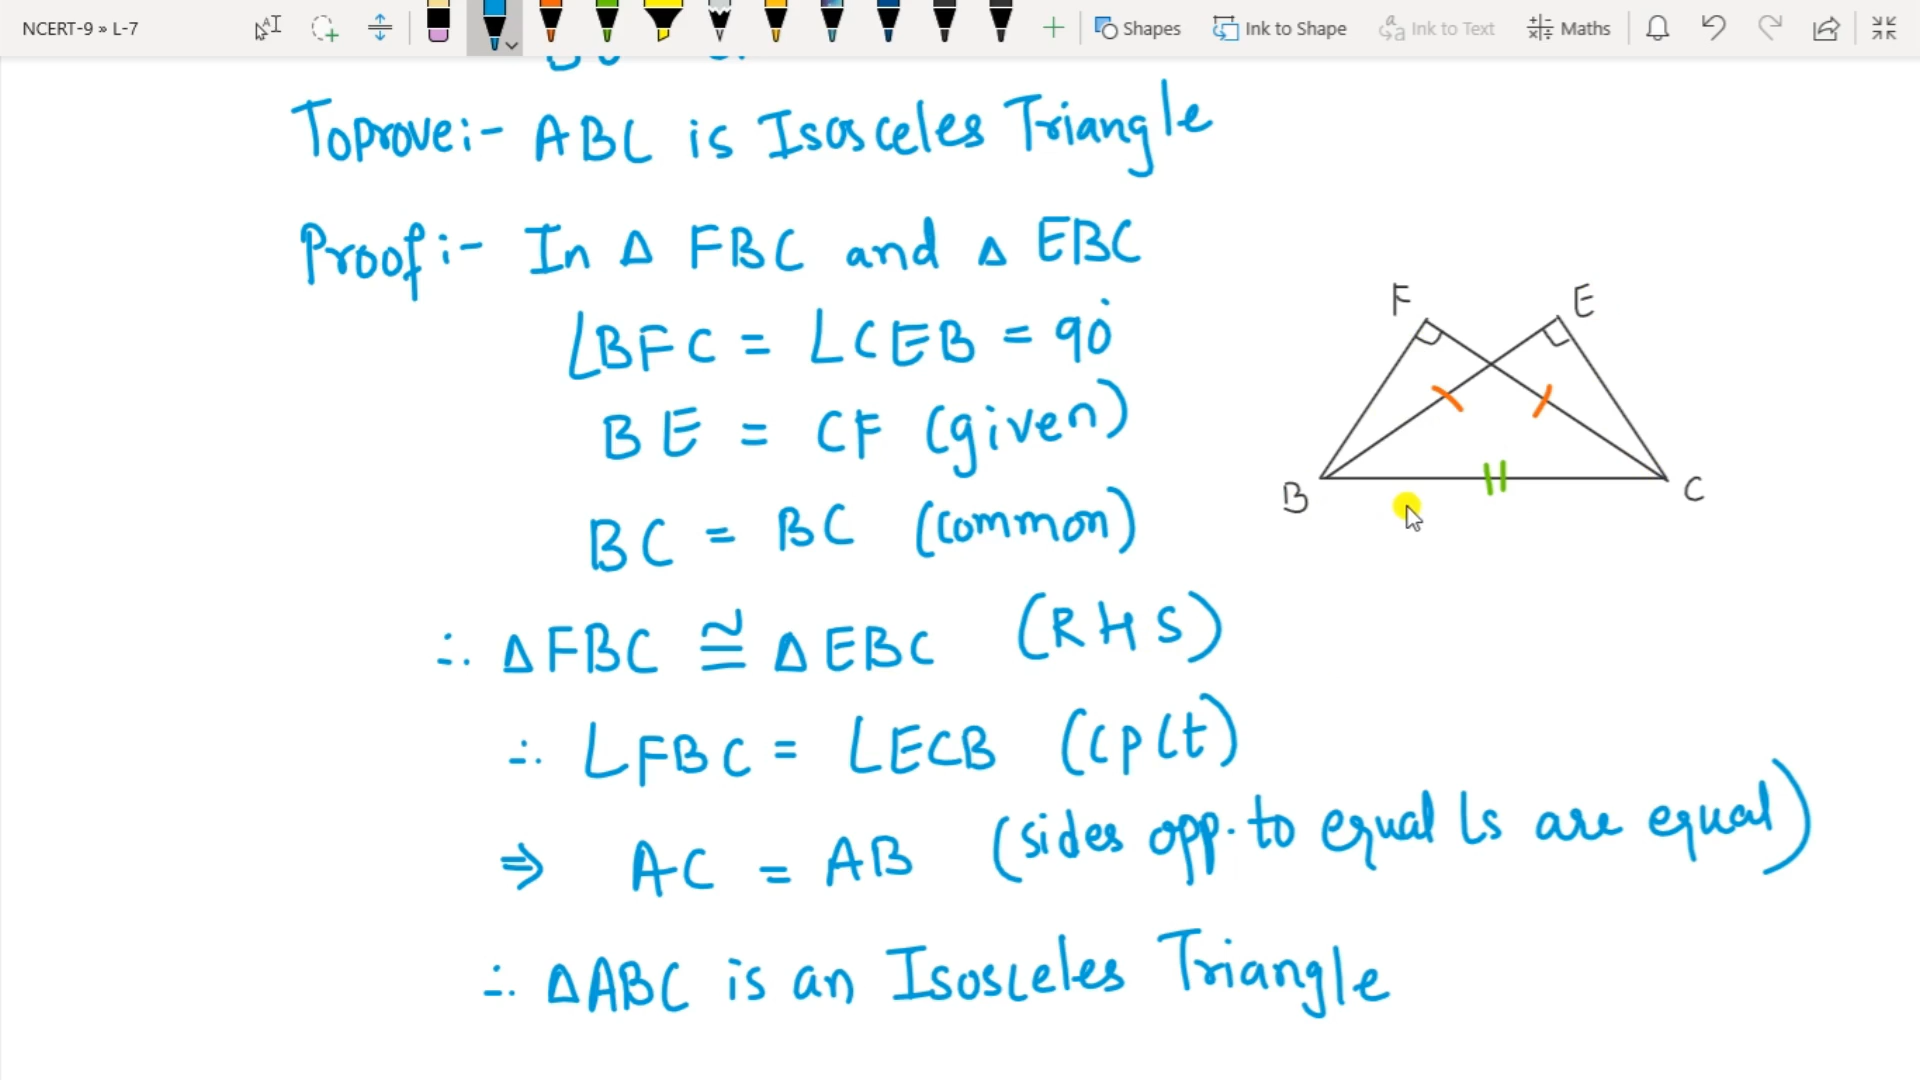 NCERT-9 » L-7
Shapes
Ink to Shape
Ink to Text
Maths
Toprove:- ABC is Isosceles Triangle
Proof:- In Δ FBC and Δ EBC
∠BFC = ∠CEB = 90°
BE = CF (given)
BC = BC (common)
∴ ΔFBC ≅ ΔEBC (RHS)
∴ ∠FBC = ∠ECB (CPCt)
⇒ AC = AB (sides opp. to equal ∠s are equal)
∴ ΔABC is an Isosceles Triangle
F
E
B
C